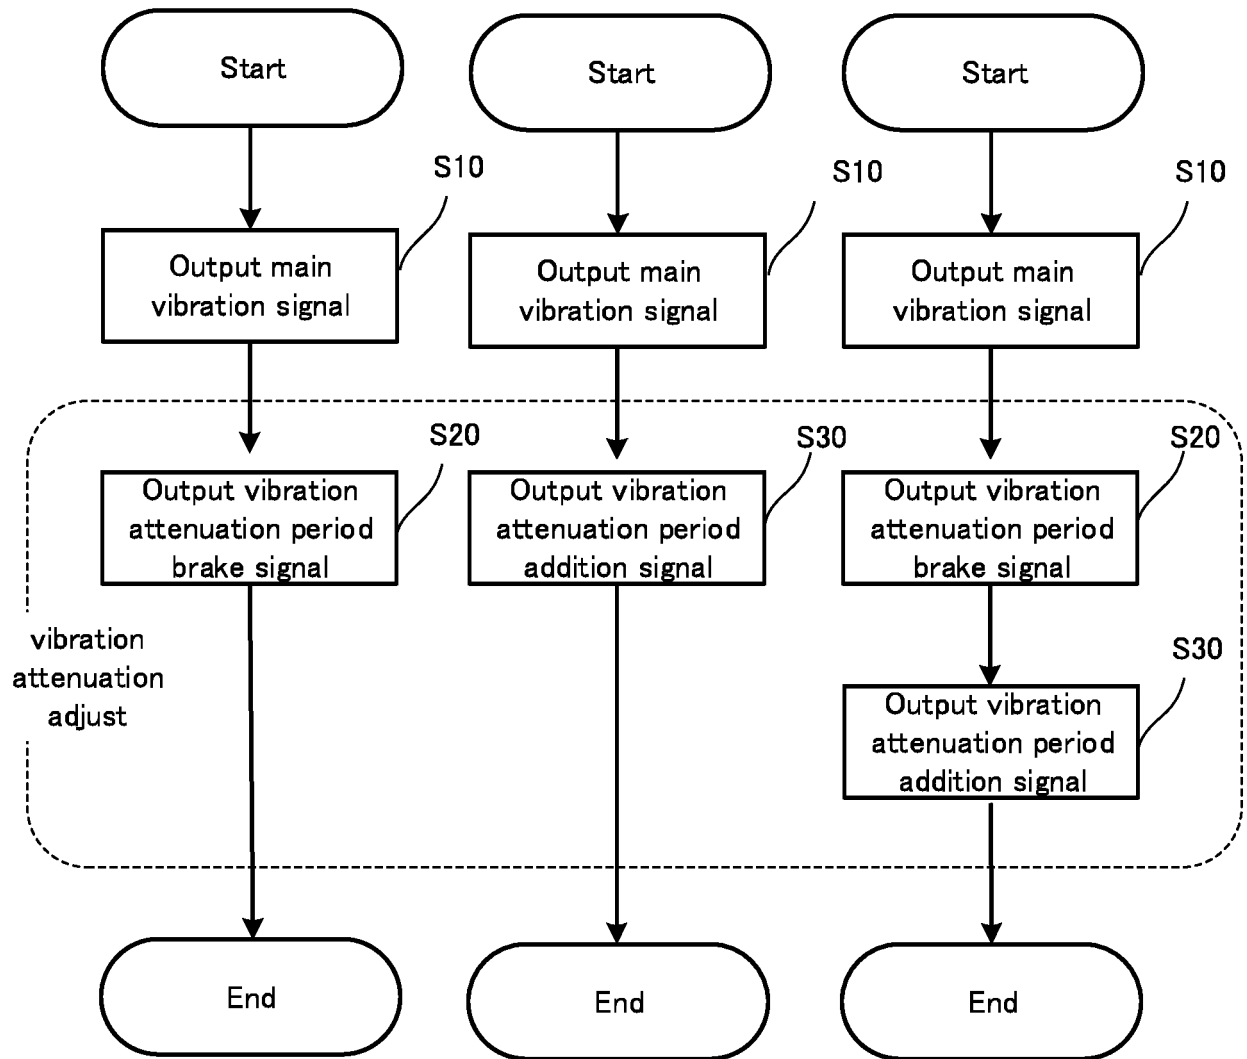 Start
Start
Start
S10
S10
S10
Output main
vibration signal
Output main
vibration signal
Output main
vibration signal
S20
S30
S20
Output vibration
attenuation period
brake signal
Output vibration
attenuation period
addition signal
Output vibration
attenuation period
brake signal
vibration
attenuation
adjust
S30
Output vibration
attenuation period
addition signal
End
End
End